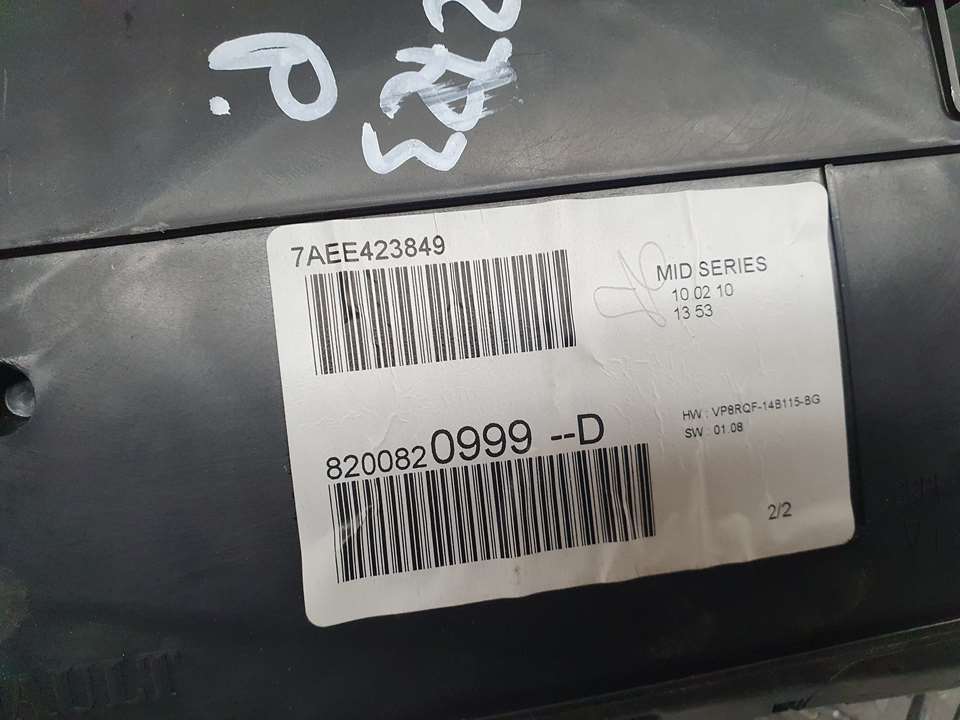 7AEE423849
MID SERIES
10 02 10
13 53
8200820999 --D
HW : VP8RQF-14B115-BG
SW : 01.08
2/2